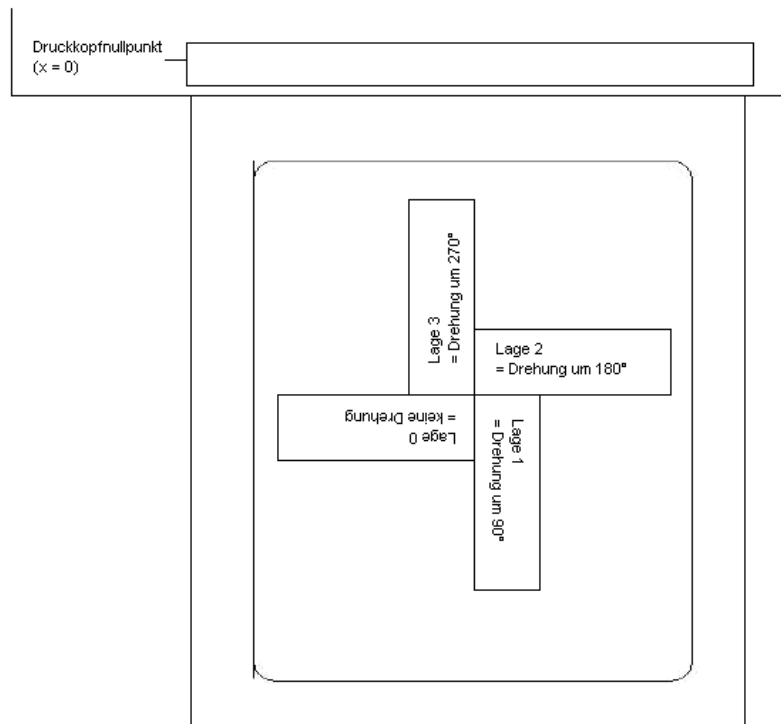 Druckkopfnullpunkt
(x = 0)
Lage 3
= Drehung um 270°
Lage 2
= Drehung um 180°
Lage 0
= keine Drehung
Lage 1
= Drehung um 90°